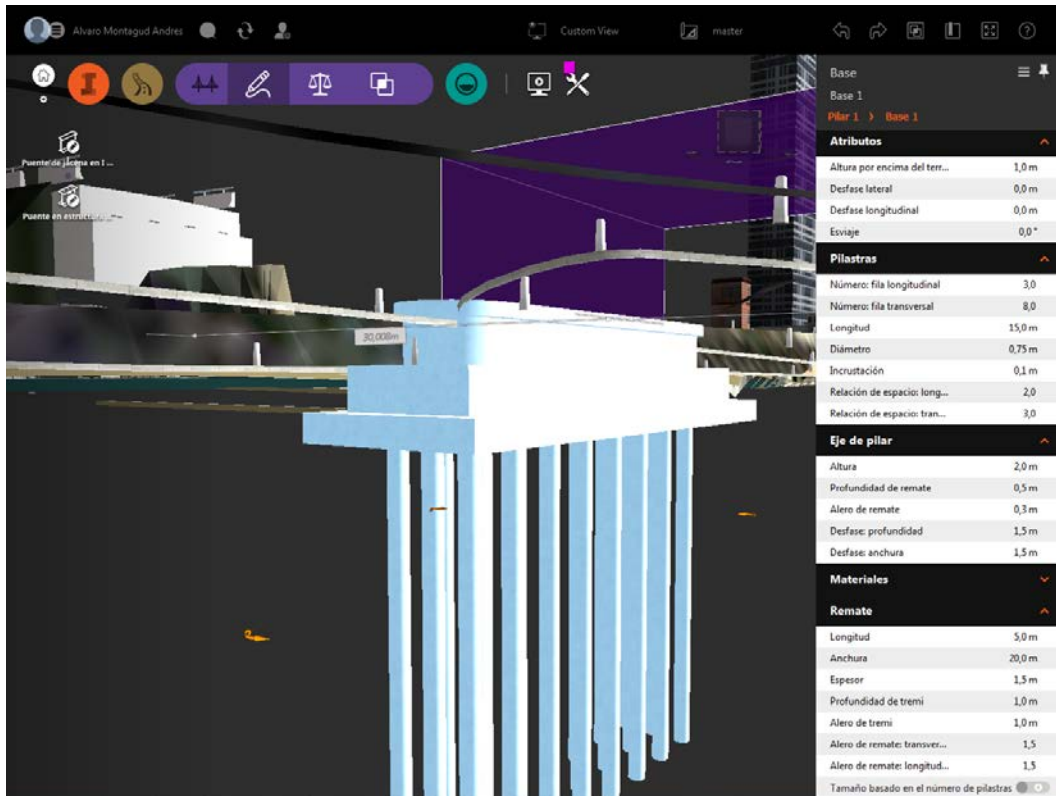 Alvaro Montagud Andres
Custom View
master
Puente de jácena en I ...
Puente en estructura...
30,008m
Base
Base 1
Pilar 1 > Base 1
Atributos
Altura por encima del terr... 1,0 m
Desfase lateral 0,0 m
Desfase longitudinal 0,0 m
Esviaje 0,0 °
Pilastras
Número: fila longitudinal 3,0
Número: fila transversal 8,0
Longitud 15,0 m
Diámetro 0,75 m
Incrustación 0,1 m
Relación de espacio: long... 2,0
Relación de espacio: tran... 3,0
Eje de pilar
Altura 2,0 m
Profundidad de remate 0,5 m
Alero de remate 0,3 m
Desfase: profundidad 1,5 m
Desfase: anchura 1,5 m
Materiales
Remate
Longitud 5,0 m
Anchura 20,0 m
Espesor 1,5 m
Profundidad de tremi 1,0 m
Alero de tremi 1,0 m
Alero de remate: transver... 1,5
Alero de remate: longitud... 1,5
Tamaño basado en el número de pilastras